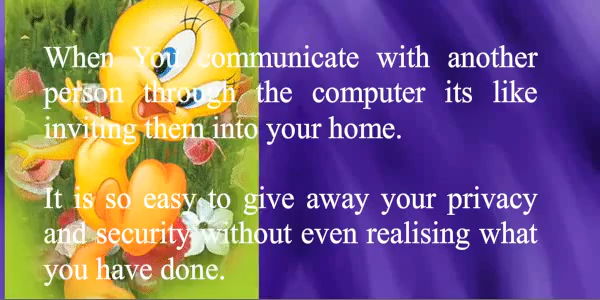 When You communicate with another
person through the computer its like
inviting them into your home.
It is so easy to give away your privacy
and security without even realising what
you have done.